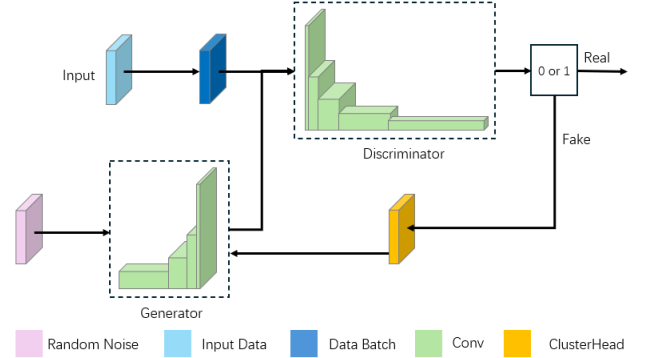 Real
Input
0 or 1
Discriminator
Fake
Generator
Random Noise
Input Data
Data Batch
Conv
ClusterHead